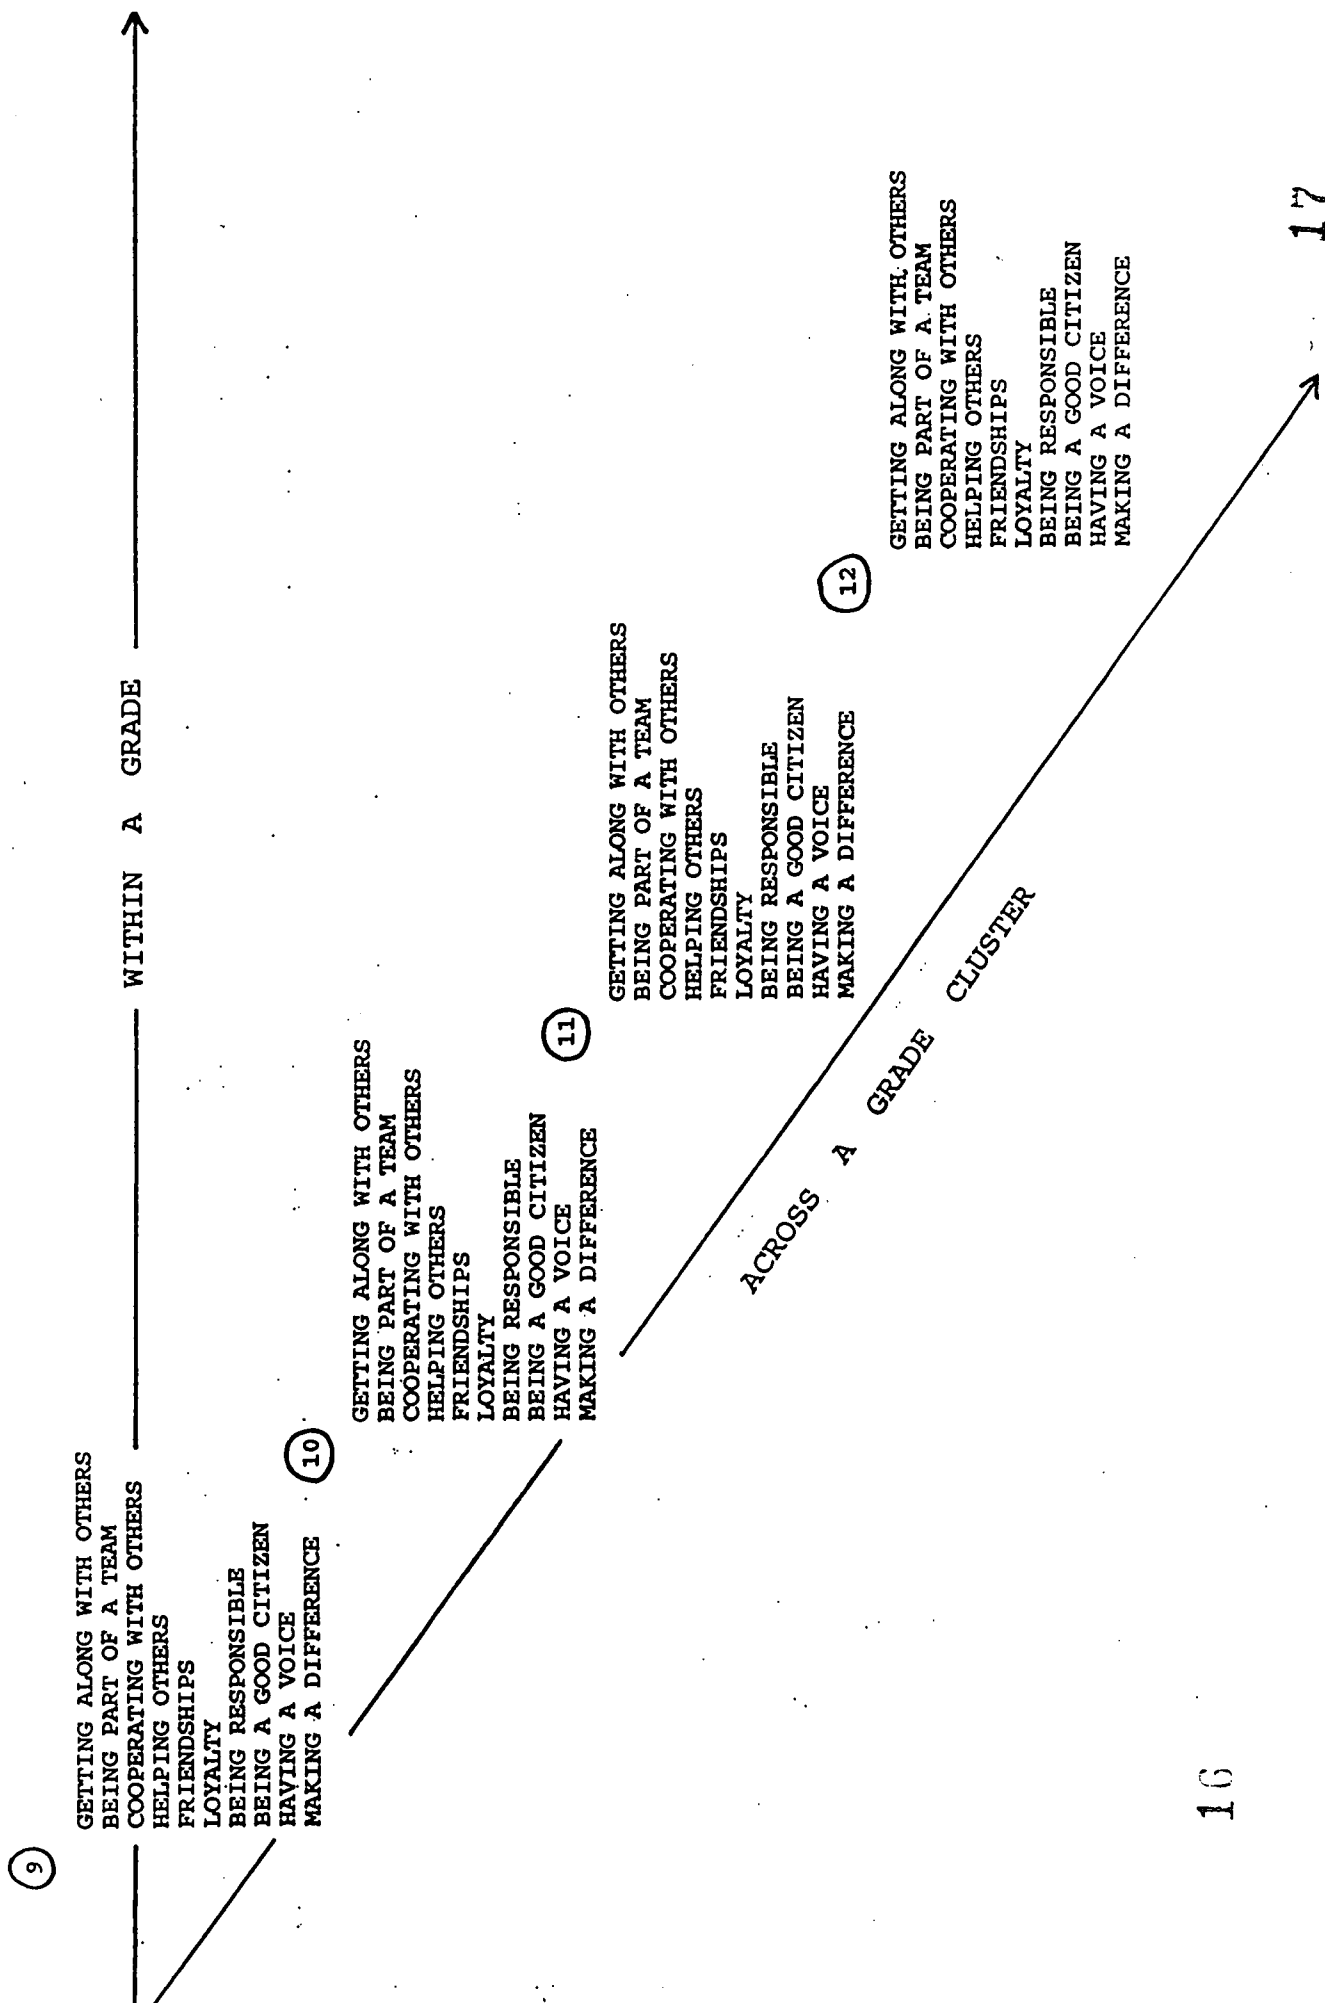 9
GETTING ALONG WITH OTHERS
BEING PART OF A TEAM
COOPERATING WITH OTHERS
HELPING OTHERS
FRIENDSHIPS
LOYALTY
BEING RESPONSIBLE
BEING A GOOD CITIZEN
HAVING A VOICE
MAKING A DIFFERENCE
WITHIN A GRADE
10
GETTING ALONG WITH OTHERS
BEING PART OF A TEAM
COOPERATING WITH OTHERS
HELPING OTHERS
FRIENDSHIPS
LOYALTY
BEING RESPONSIBLE
BEING A GOOD CITIZEN
HAVING A VOICE
MAKING A DIFFERENCE
11
GETTING ALONG WITH OTHERS
BEING PART OF A TEAM
COOPERATING WITH OTHERS
HELPING OTHERS
FRIENDSHIPS
LOYALTY
BEING RESPONSIBLE
BEING A GOOD CITIZEN
HAVING A VOICE
MAKING A DIFFERENCE
12
GETTING ALONG WITH OTHERS
BEING PART OF A TEAM
COOPERATING WITH OTHERS
HELPING OTHERS
FRIENDSHIPS
LOYALTY
BEING RESPONSIBLE
BEING A GOOD CITIZEN
HAVING A VOICE
MAKING A DIFFERENCE
ACROSS A GRADE CLUSTER
16
17